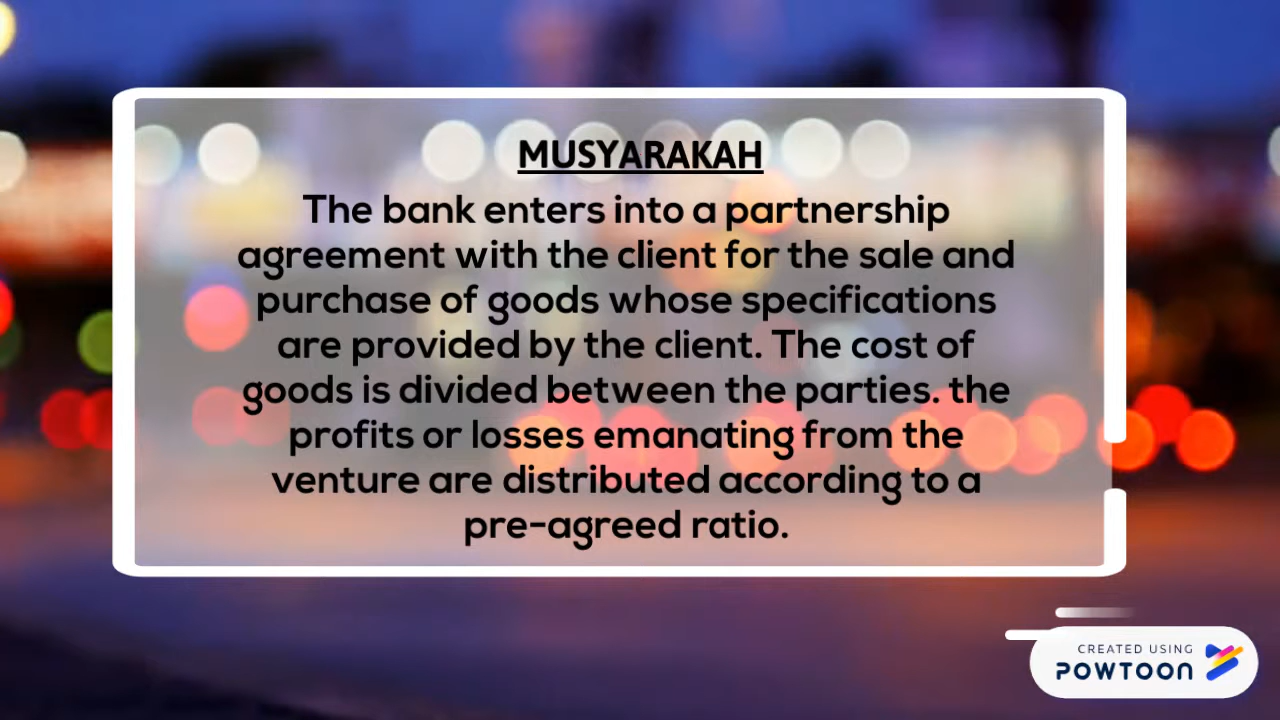 MUSYARAKAH
The bank enters into a partnership
agreement with the client for the sale and
purchase of goods whose specifications
are provided by the client. The cost of
goods is divided between the parties. the
profits or losses emanating from the
venture are distributed according to a
pre-agreed ratio.
CREATED USING
POWTOON